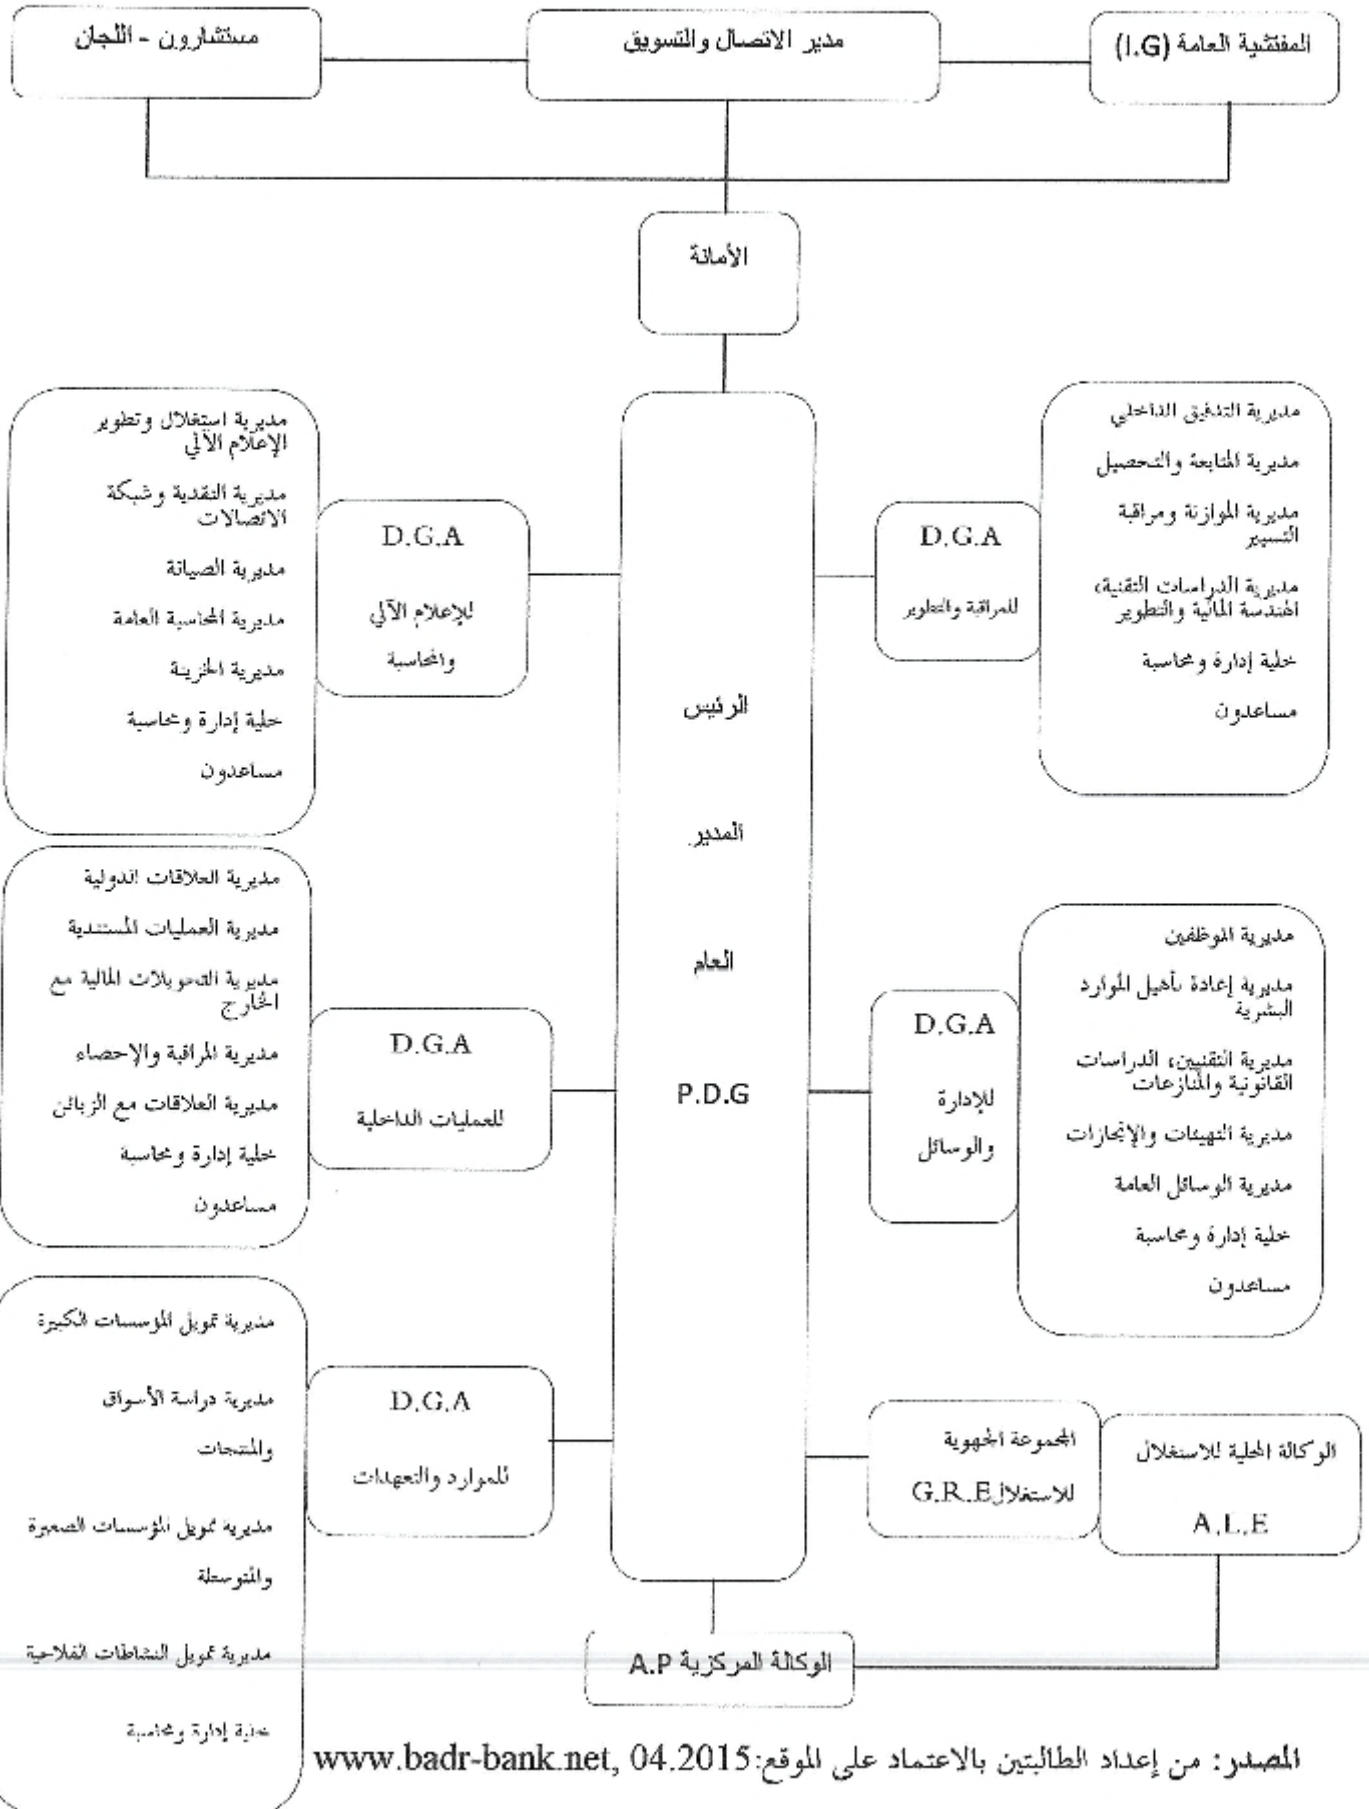 المفتشية العامة (I.G)
مدير الاتصال والتسويق
مستشارون - اللجان
الأمانة
مديرية التدقيق الداخلي
مديرية المتابعة والتحصيل
مديرية الموازنة ومراقبة
التسيير
مديرية الدراسات التقنية،
الهندسة المالية والتطوير
خلية إدارة ومحاسبة
مساعدون
D.G.A
للمراقبة والتطوير
الرئيس
المدير
العام
P.D.G
D.G.A
للإعلام الآلي
والمحاسبة
مديرية استغلال وتطوير
الإعلام الآلي
مديرية النقدية وشبكة
الاتصالات
مديرية الصيانة
مديرية المحاسبة العامة
مديرية الخزينة
خلية إدارة ومحاسبة
مساعدون
مديرية الموظفين
مديرية إعادة تأهيل الموارد
البشرية
مديرية التقنيين، الدراسات
القانونية والمنازعات
مديرية التهيئات والإنجازات
مديرية الوسائل العامة
خلية إدارة ومحاسبة
مساعدون
D.G.A
للإدارة
والوسائل
D.G.A
للعمليات الداخلية
مديرية العلاقات الدولية
مديرية العمليات المستندية
مديرية التحويلات المالية مع
الخارج
مديرية المراقبة والإحصاء
مديرية العلاقات مع الزبائن
خلية إدارة ومحاسبة
مساعدون
الوكالة المحلية للاستغلال
A.L.E
المجموعة الجهوية
للاستغلال G.R.E
D.G.A
للموارد والتعهدات
مديرية تمويل المؤسسات الكبيرة
مديرية دراسة الأسواق
والمنتجات
مديرية تمويل المؤسسات الصغيرة
والمتوسطة
مديرية تمويل النشاطات الفلاحية
خلية إدارة ومحاسبة
الوكالة المركزية A.P
المصدر: من إعداد الطالبتين بالاعتماد على الموقع: www.badr-bank.net, 04.2015